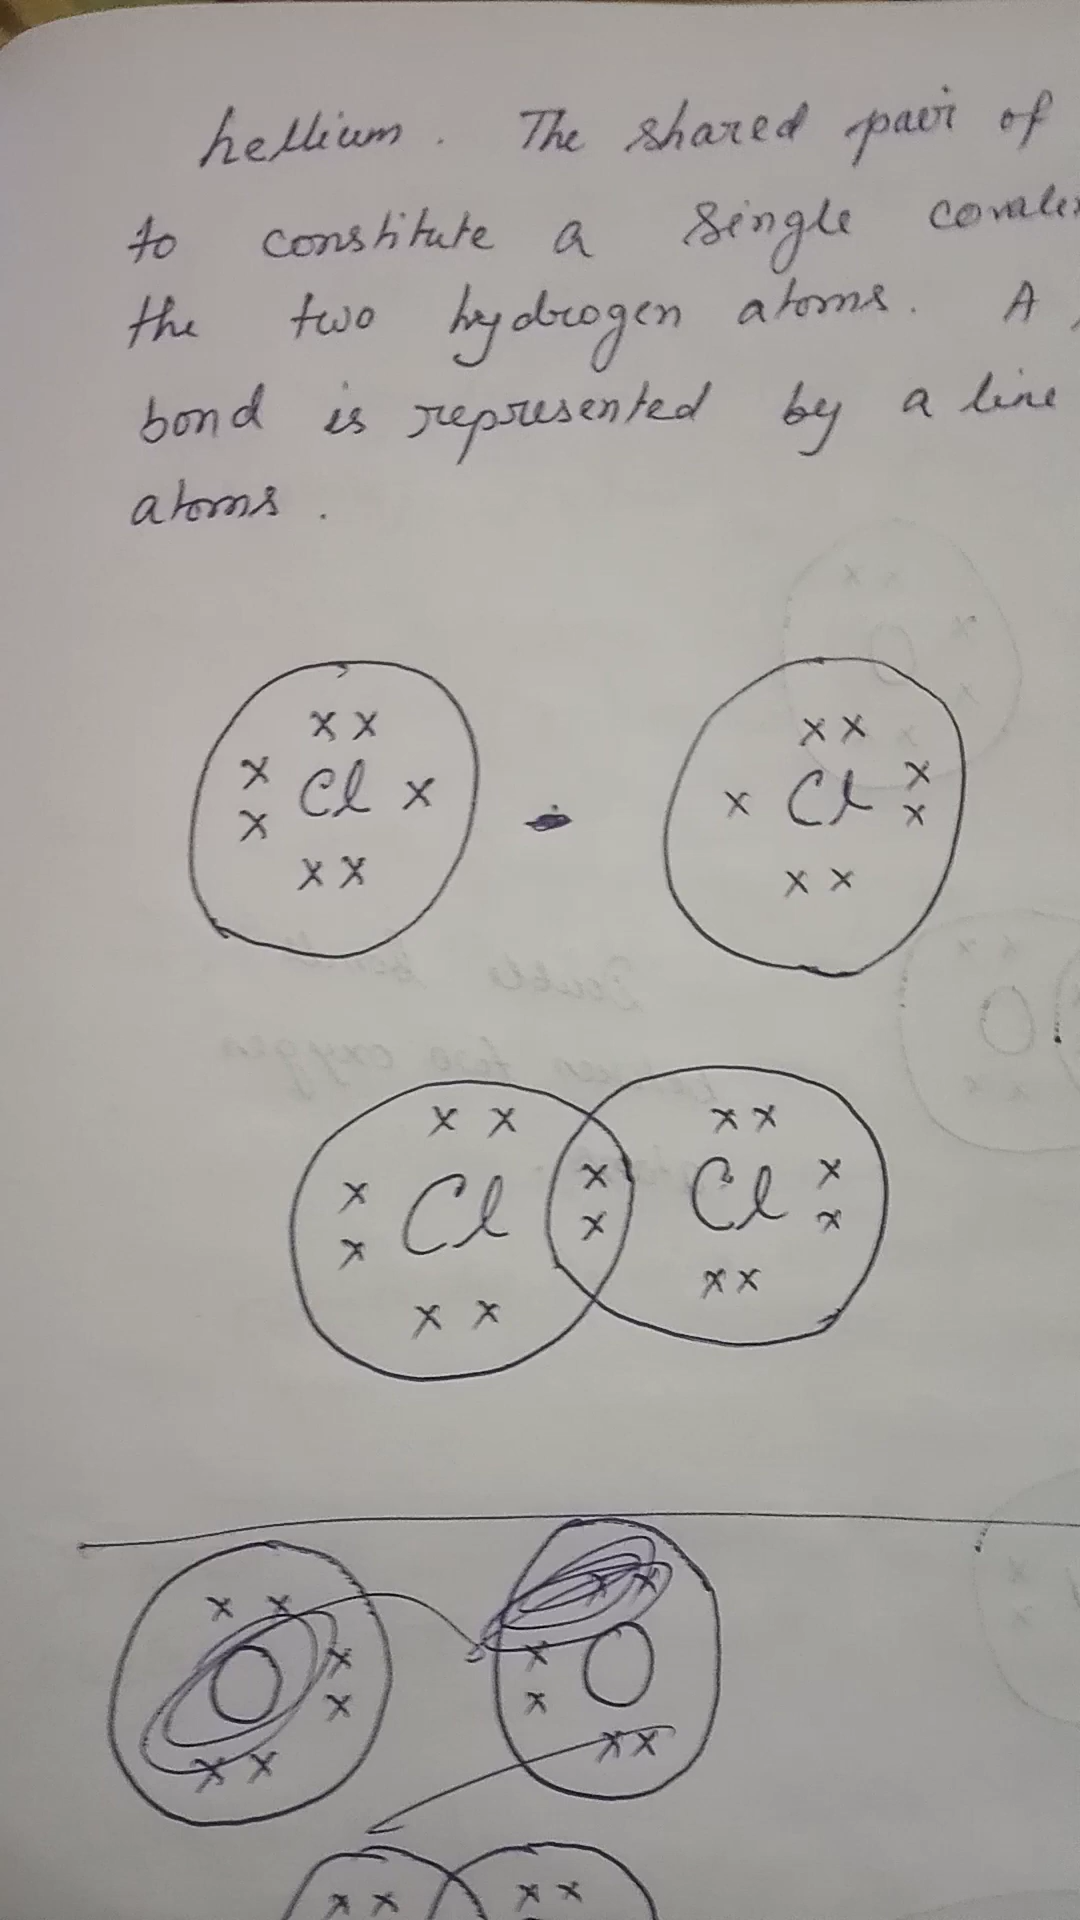 hellium. The shared pair of
to constitute a single
the two hydrogen atoms. A
bond is represented by a line
atoms.
x x
x Cl x
x
x x
x x
x Cl x
x
x x
x x
x Cl x Cl x
x x x
x x
x x
x x
x x
O x
x
x x
x x
x O
x
x x
x x
x x